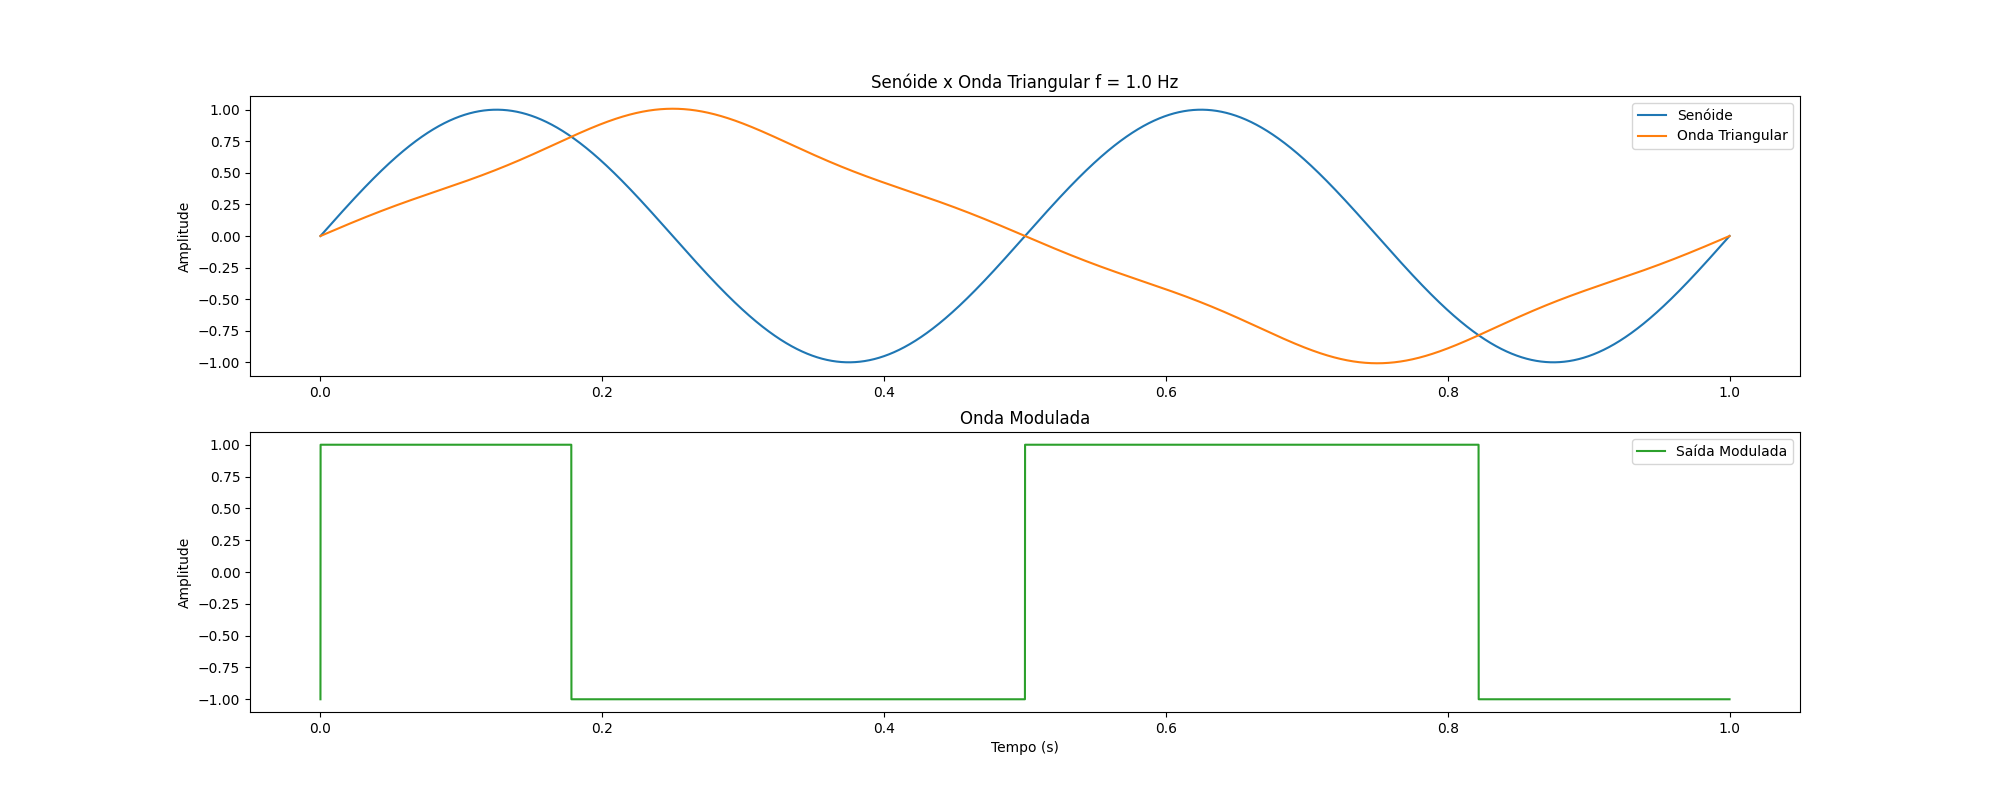 Senóide x Onda Triangular f = 1.0 Hz
Amplitude
1.00
0.75
0.50
0.25
0.00
−0.25
−0.50
−0.75
−1.00
Senóide
Onda Triangular
0.0 0.2 0.4 0.6 0.8 1.0
Onda Modulada
Amplitude
1.00
0.75
0.50
0.25
0.00
−0.25
−0.50
−0.75
−1.00
Saída Modulada
0.0 0.2 0.4 0.6 0.8 1.0
Tempo (s)